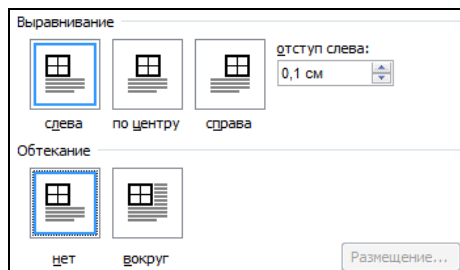 Выравнивание
отступ слева:
0,1 см
слева по центру справа
Обтекание
нет вокруг
Размещение...